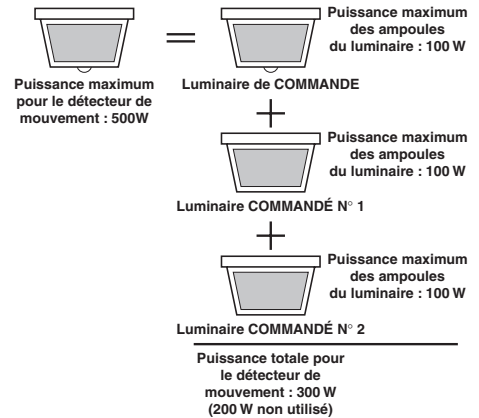 Puissance maximum
pour le détecteur de
mouvement : 500W
=
Puissance maximum
des ampoules
du luminaire : 100 W
Luminaire de COMMANDE
+
Puissance maximum
des ampoules
du luminaire : 100 W
Luminaire COMMANDÉ N° 1
+
Puissance maximum
des ampoules
du luminaire : 100 W
Luminaire COMMANDÉ N° 2
Puissance totale pour
le détecteur de
mouvement : 300 W
(200 W non utilisé)